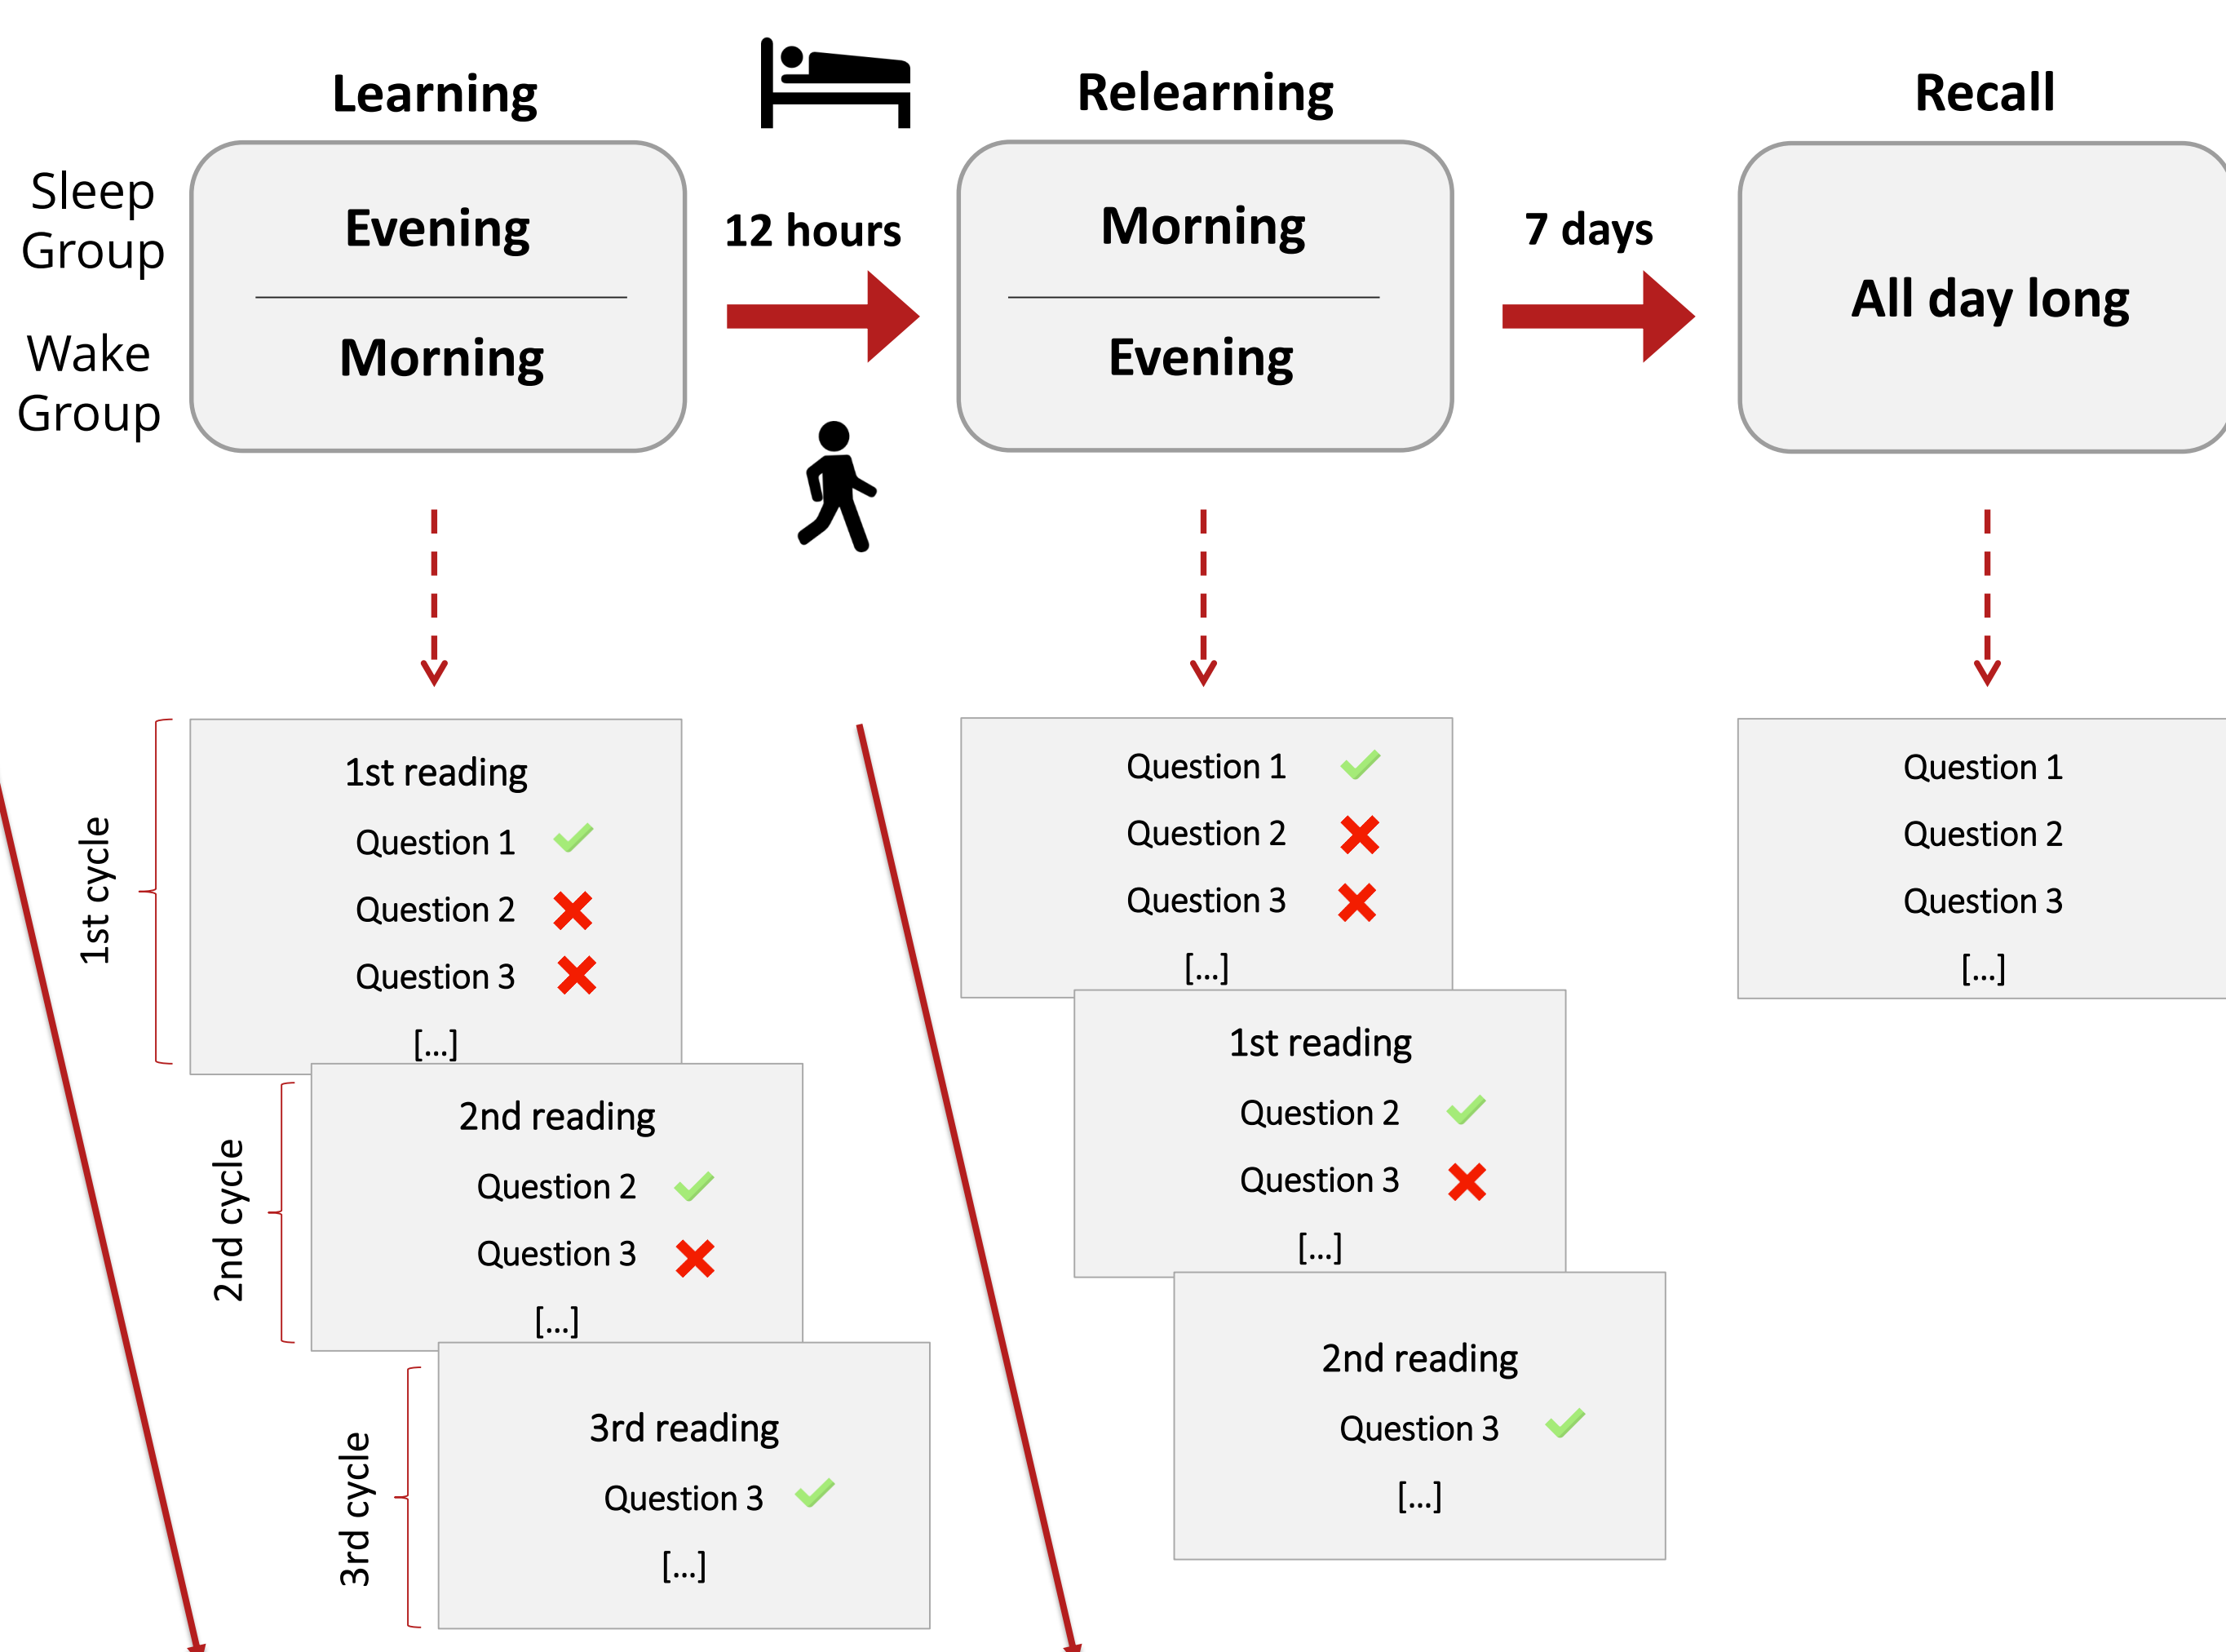 Learning
Relearning
Recall
Sleep
Group
Wake
Group
Evening
Morning
12 hours
Morning
Evening
7 days
All day long
1st cycle
1st reading
Question 1
Question 2
Question 3
[...]
2nd cycle
2nd reading
Question 2
Question 3
[...]
3rd cycle
3rd reading
Question 3
[...]
Question 1
Question 2
Question 3
[...]
1st reading
Question 2
Question 3
[...]
2nd reading
Question 3
[...]
Question 1
Question 2
Question 3
[...]